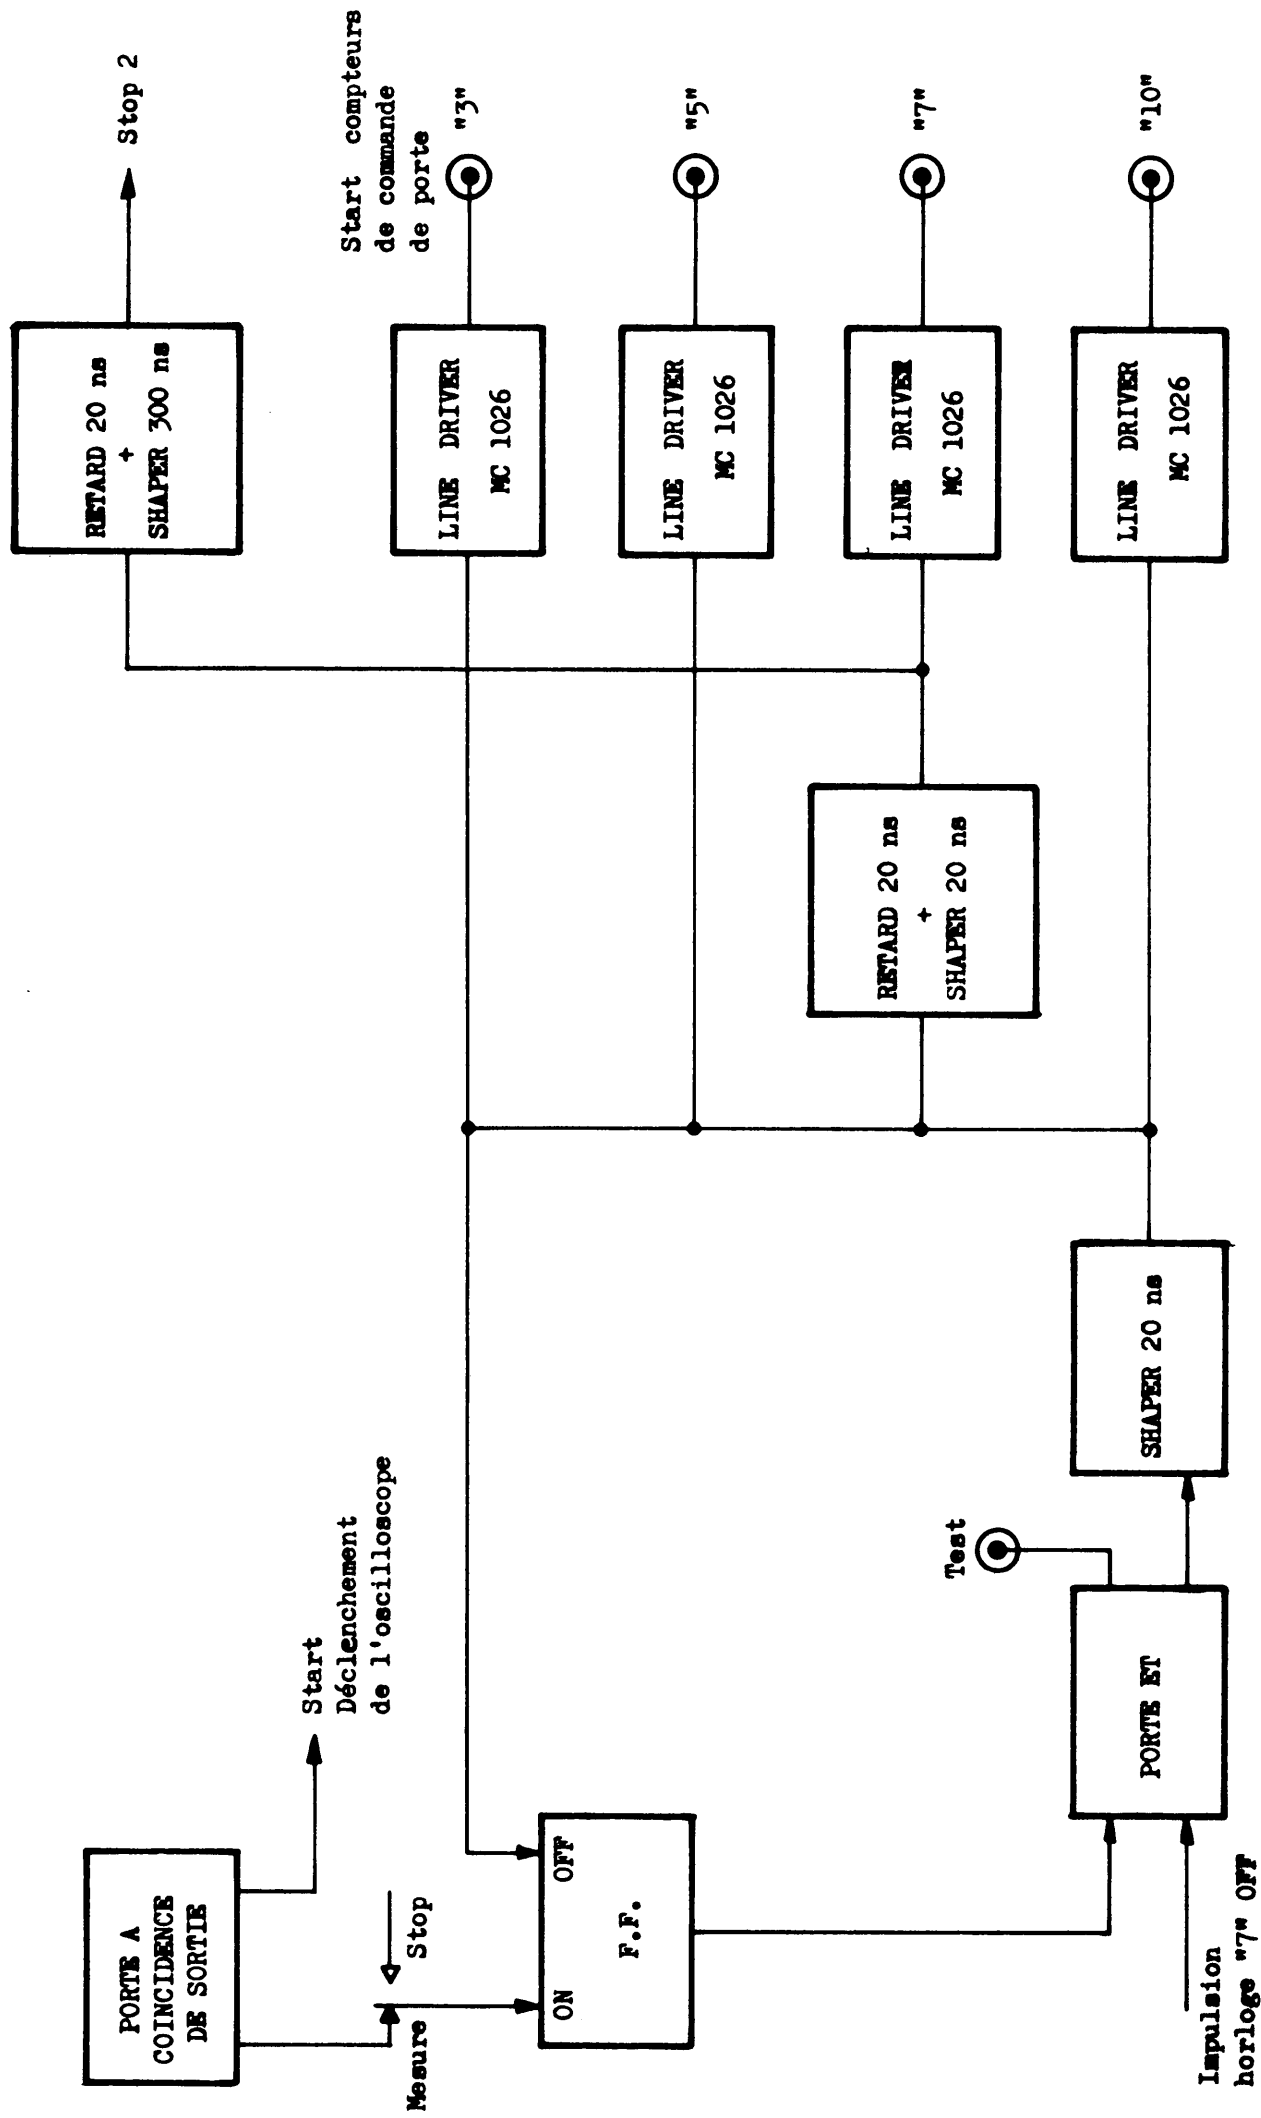 PORTE A
COINCIDENCE
DE SORTIE
Start
Déclenchement
de l'oscilloscope
Mesure
Stop
ON
OFF
F.F.
Impulsion
horloge "7" OFF
PORTE ET
Test
SHAPER 20 ns
RETARD 20 ns
+
SHAPER 20 ns
RETARD 20 ns
+
SHAPER 300 ns
Stop 2
Start compteurs
de commande
de porte
LINE DRIVER
MC 1026
"3"
LINE DRIVER
MC 1026
"5"
LINE DRIVER
MC 1026
"7"
LINE DRIVER
MC 1026
"10"